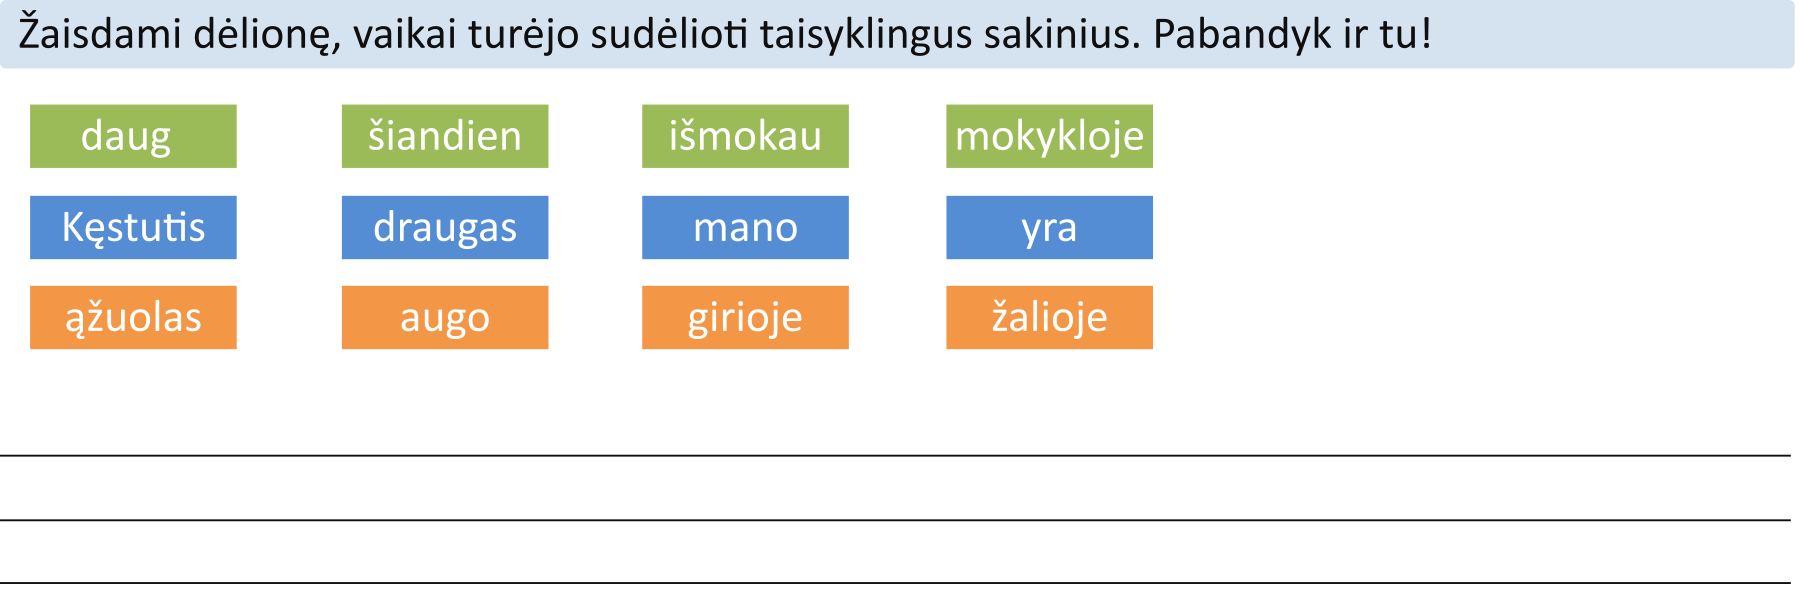 Žaisdami dėlionę, vaikai turėjo sudėlioti taisyklingus sakinius. Pabandyk ir tu!
daug šiandien išmokau mokykloje
Kęstutis draugas mano yra
ąžuolas augo girioje žalioje